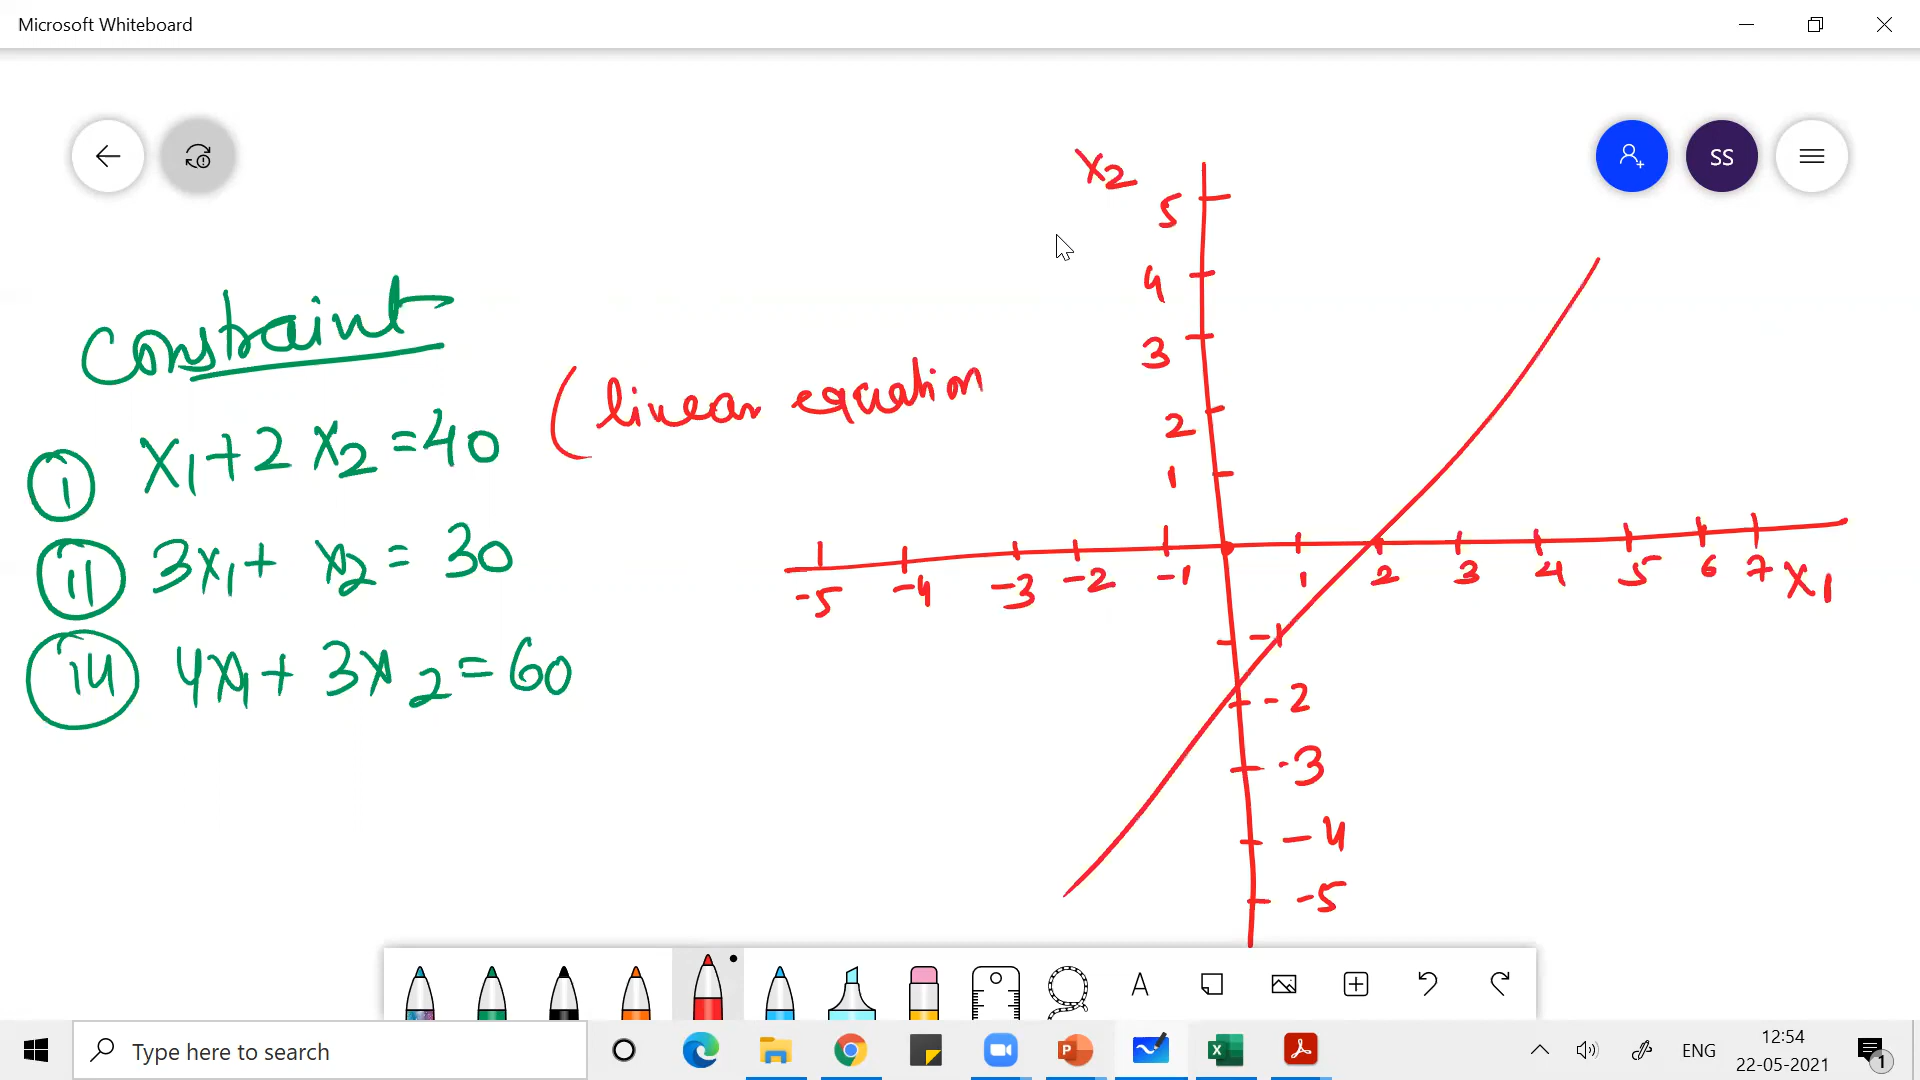 Microsoft Whiteboard
SS
Constraint
(i) x1+2 x2 =40 (linear equation
(ii) 3x1+ x2 = 30
(iii) 4x1+ 3x2 =60
x2
5
4
3
2
1
-5 -4 -3 -2 -1 1 2 3 4 5 6 7 x1
-1
-2
-3
-4
-5
A
Type here to search
ENG
12:54
22-05-2021
1